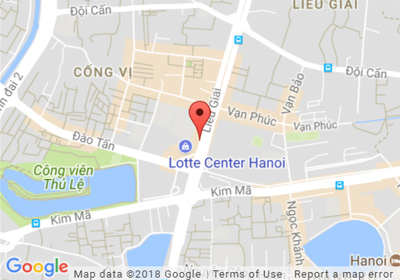 Đội Cấn
LIỄU GIAI
CỐNG VỊ
Đội Cấn
Vạn Bảo
Liễu Giai
Vạn Phúc
Vạn Phúc
Đào Tấn
Lotte Center Hanoi
Công viên
Thủ Lệ
Kim Mã
Kim Mã
Ngọc Khánh
Hanoi
Google
Map data ©2018 Google
Terms of Use
Report a map error